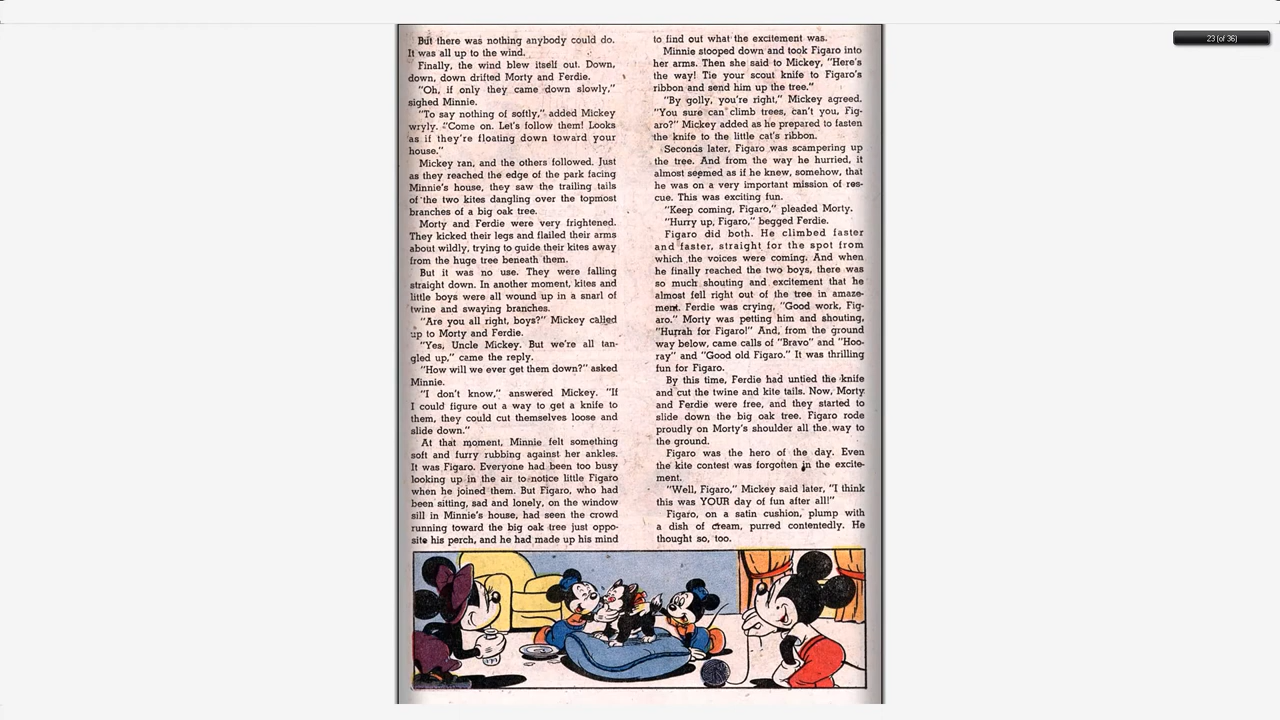 23 (of 36)
But there was nothing anybody could do.
It was all up to the wind.
Finally, the wind blew itself out. Down,
down, down drifted Morty and Ferdie.
"Oh, if only they came down slowly,"
sighed Minnie.
"To say nothing of softly," added Mickey
wryly. "Come on. Let's follow them! Looks
as if they're floating down toward your
house."
Mickey ran, and the others followed. Just
as they reached the edge of the park facing
Minnie's house, they saw the trailing tails
of the two kites dangling over the topmost
branches of a big oak tree.
Morty and Ferdie were very frightened.
They kicked their legs and flailed their arms
about wildly, trying to guide their kites away
from the huge tree beneath them.
But it was no use. They were falling
straight down. In another moment, kites and
little boys were all wound up in a snarl of
twine and swaying branches.
"Are you all right, boys?" Mickey called
up to Morty and Ferdie.
"Yes, Uncle Mickey. But we're all tan-
gled up," came the reply.
"How will we ever get them down?" asked
Minnie.
"I don't know," answered Mickey. "If
I could figure out a way to get a knife to
them, they could cut themselves loose and
slide down."
At that moment, Minnie felt something
soft and furry rubbing against her ankles.
It was Figaro. Everyone had been too busy
looking up in the air to notice little Figaro
when he joined them. But Figaro, who had
been sitting, sad and lonely, on the window
sill in Minnie's house, had seen the crowd
running toward the big oak tree just oppo-
site his perch, and he had made up his mind
to find out what the excitement was.
Minnie stooped down and took Figaro into
her arms. Then she said to Mickey, "Here's
the way! Tie your scout knife to Figaro's
ribbon and send him up the tree."
"By golly, you're right," Mickey agreed.
"You sure can climb trees, can't you, Fig-
aro?" Mickey added as he prepared to fasten
the knife to the little cat's ribbon.
Seconds later, Figaro was scampering up
the tree. And from the way he hurried, it
almost seemed as if he knew, somehow, that
he was on a very important mission of res-
cue. This was exciting fun.
"Keep coming, Figaro," pleaded Morty.
"Hurry up, Figaro," begged Ferdie.
Figaro did both. He climbed faster
and faster, straight for the spot from
which the voices were coming. And when
he finally reached the two boys, there was
so much shouting and excitement that he
almost fell right out of the tree in amaze-
ment. Ferdie was crying, "Good work, Fig-
aro." Morty was petting him and shouting,
"Hurrah for Figaro!" And, from the ground
way below, came calls of "Bravo" and "Hoo-
ray" and "Good old Figaro." It was thrilling
fun for Figaro.
By this time, Ferdie had untied the knife
and cut the twine and kite tails. Now, Morty
and Ferdie were free, and they started to
slide down the big oak tree. Figaro rode
proudly on Morty's shoulder all the way to
the ground.
Figaro was the hero of the day. Even
the kite contest was forgotten in the excite-
ment.
"Well, Figaro," Mickey said later, "I think
this was YOUR day of fun after all!"
Figaro, on a satin cushion, plump with
a dish of cream, purred contentedly. He
thought so, too.